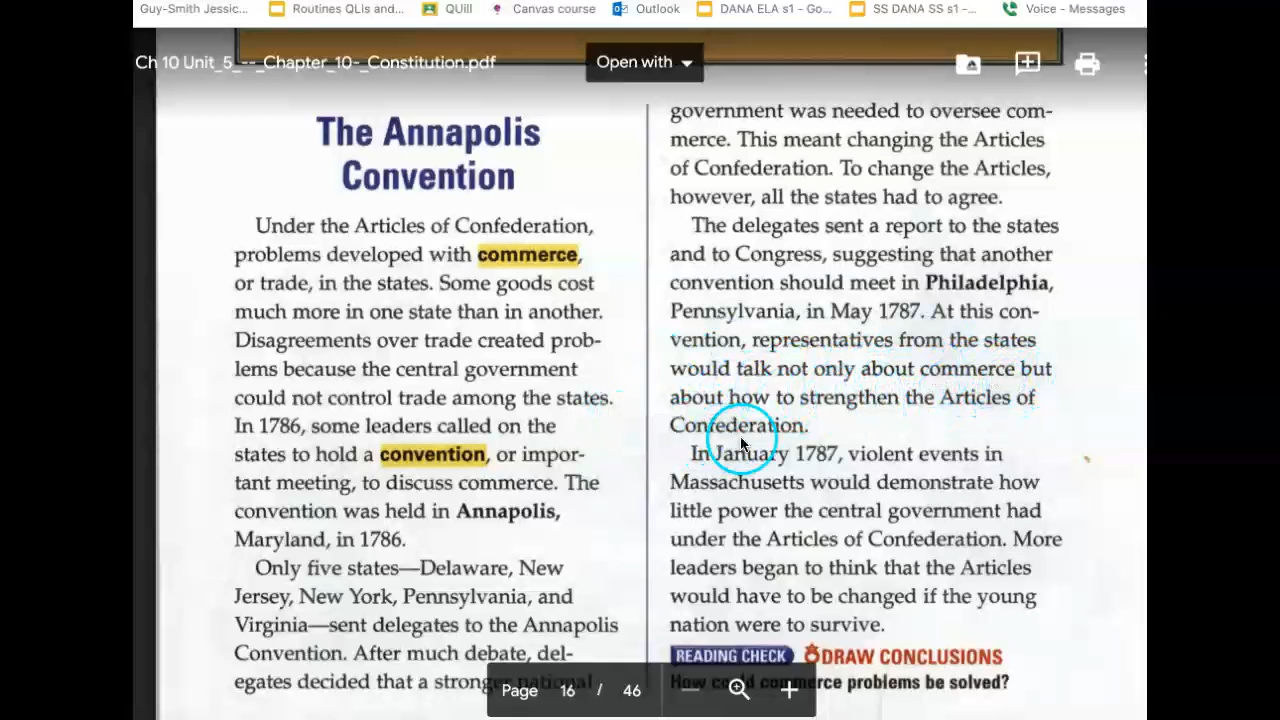 Guy-Smith Jessic...
Routines QLIs and...
QUill
Canvas course
Outlook
DANA ELA s1 - Go...
SS DANA SS s1 -...
Voice - Messages
Ch 10 Unit_5_--_Chapter_10-_Constitution.pdf
Open with
The Annapolis
Convention
Under the Articles of Confederation,
problems developed with commerce,
or trade, in the states. Some goods cost
much more in one state than in another.
Disagreements over trade created prob-
lems because the central government
could not control trade among the states.
In 1786, some leaders called on the
states to hold a convention, or impor-
tant meeting, to discuss commerce. The
convention was held in Annapolis,
Maryland, in 1786.
Only five states—Delaware, New
Jersey, New York, Pennsylvania, and
Virginia—sent delegates to the Annapolis
Convention. After much debate, del-
egates decided that a stronger national
government was needed to oversee com-
merce. This meant changing the Articles
of Confederation. To change the Articles,
however, all the states had to agree.
The delegates sent a report to the states
and to Congress, suggesting that another
convention should meet in Philadelphia,
Pennsylvania, in May 1787. At this con-
vention, representatives from the states
would talk not only about commerce but
about how to strengthen the Articles of
Confederation.
In January 1787, violent events in
Massachusetts would demonstrate how
little power the central government had
under the Articles of Confederation. More
leaders began to think that the Articles
would have to be changed if the young
nation were to survive.
READING CHECK DRAW CONCLUSIONS
How could commerce problems be solved?
Page 16 / 46